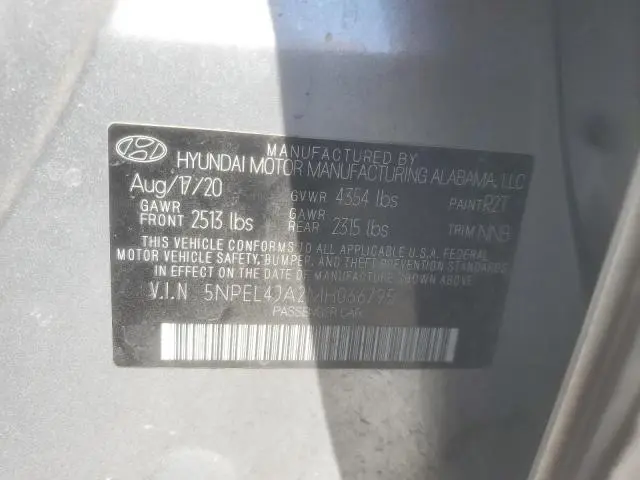 MANUFACTURED BY
HYUNDAI MOTOR MANUFACTURING ALABAMA, LLC
Aug/17/20 GVWR 4354 lbs PAINT R2T
GAWR FRONT 2513 lbs GAWR REAR 2315 lbs TRIM NNB
THIS VEHICLE CONFORMS TO ALL APPLICABLE U.S.A. FEDERAL
MOTOR VEHICLE SAFETY, BUMPER, AND THEFT PREVENTION STANDARDS
IN EFFECT ON THE DATE OF MANUFACTURE SHOWN ABOVE
V.I.N
PASSENGER CAR